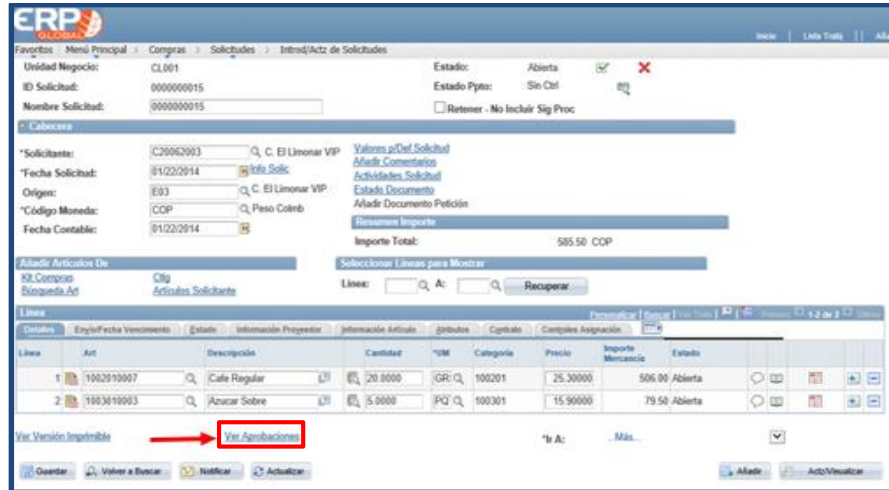 ERP
GLOBAL
Inicio | Lista Trab | Aña
Favoritos Menú Principal > Compras > Solicitudes > Introd/Actz de Solicitudes
Unidad Negocio: CL001 Estado: Abierta
ID Solicitud: 0000000015 Estado Ppto: Sin Ctrl
Nombre Solicitud: 0000000015 Retener - No Incluir Sig Proc
Cabecera
*Solicitante: C20062003 C. El Limonar VIP Valores p/Def Solicitud
Añadir Comentarios
*Fecha Solicitud: 01/22/2014 Info Solic Actividades Solicitud
Origen: E03 C. El Limonar VIP Estado Documento
*Código Moneda: COP Peso Colmb Añadir Documento Petición
Resumen Importe
Fecha Contable: 01/22/2014
Importe Total: 585.50 COP
Añadir Artículos De Seleccionar Líneas para Mostrar
Kit Compras Ctlg Línea: A: Recuperar
Búsqueda Art Artículos Solicitante
Línea Personalizar | Buscar | Ver Todo | 1-2 de 2
Detalles Envío/Fecha Vencimiento Estado Información Proveedor Información Artículo Atributos Contrato Controles Asignación
Línea Art Descripción Cantidad *UM Categoría Precio Importe Mercancía Estado
1 1002010007 Cafe Regular 20.0000 GR 100201 25.30000 506.00 Abierta
2 1003010003 Azucar Sobre 5.0000 PQ 100301 15.90000 79.50 Abierta
Ver Versión Imprimible Ver Aprobaciones *Ir A: ...Más...
Guardar Volver a Buscar Notificar Actualizar Añadir Actz/Visualizar